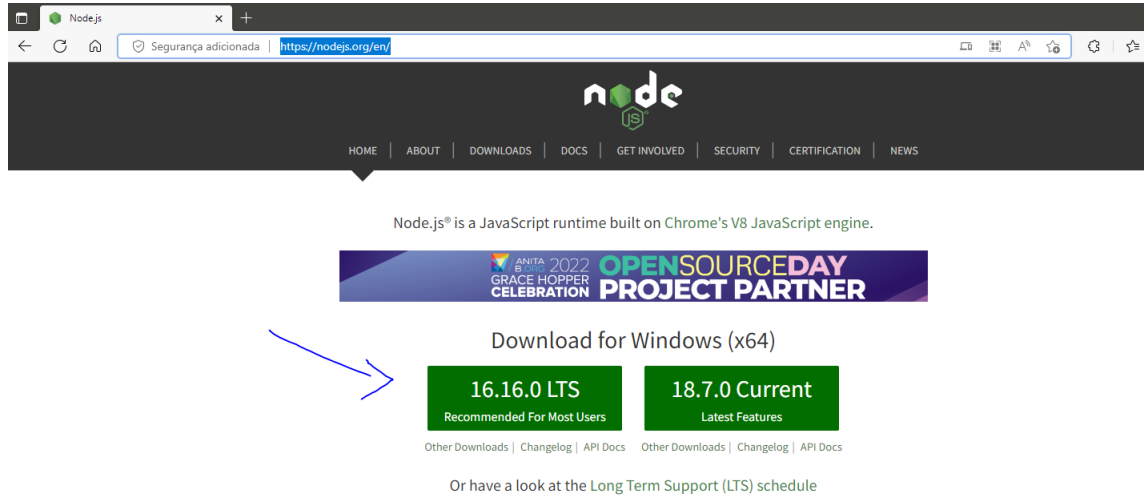 Node.js
Segurança adicionada | https://nodejs.org/en/
node
JS
HOME | ABOUT | DOWNLOADS | DOCS | GET INVOLVED | SECURITY | CERTIFICATION | NEWS
Node.js® is a JavaScript runtime built on Chrome's V8 JavaScript engine.
ANITA B.ORG 2022 GRACE HOPPER CELEBRATION
OPENSOURCEDAY
PROJECT PARTNER
Download for Windows (x64)
16.16.0 LTS
Recommended For Most Users
18.7.0 Current
Latest Features
Other Downloads | Changelog | API Docs
Other Downloads | Changelog | API Docs
Or have a look at the Long Term Support (LTS) schedule